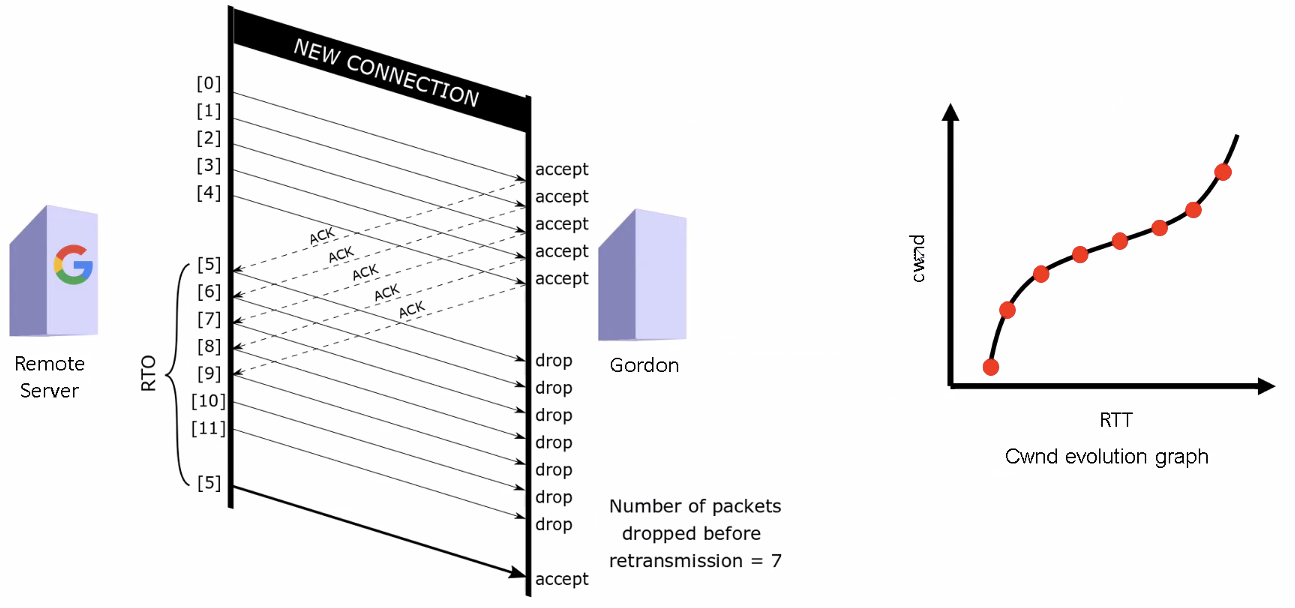 NEW CONNECTION
[0]
[1]
[2]
[3]
[4]
[5]
[6]
[7]
[8]
[9]
[10]
[11]
[5]
RTO
ACK
ACK
ACK
ACK
ACK
accept
accept
accept
accept
accept
drop
drop
drop
drop
drop
drop
drop
accept
Remote
Server
G
Gordon
Number of packets
dropped before
retransmission = 7
cwnd
RTT
Cwnd evolution graph